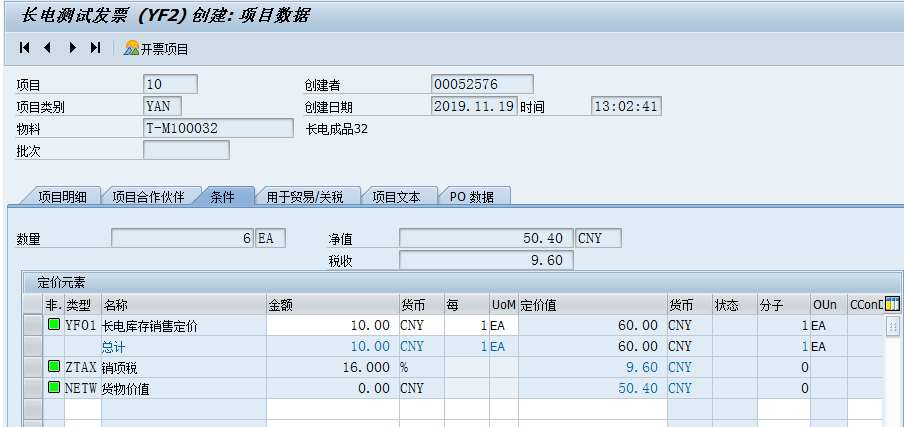 长电测试发票 (YF2) 创建: 项目数据
开票项目
项目 10 创建者 00052576
项目类别 YAN 创建日期 2019.11.19 时间 13:02:41
物料 T-M100032 长电成品32
批次
项目明细 项目合作伙伴 条件 用于贸易/关税 项目文本 PO 数据
数量 6 EA 净值 50.40 CNY
税收 9.60
定价元素
非. 类型 名称 金额 货币 每 UoM 定价值 货币 状态 分子 OUn CConD
YF01 长电库存销售定价 10.00 CNY 1 EA 60.00 CNY 1 EA
总计 10.00 CNY 1 EA 60.00 CNY 1 EA
ZTAX 销项税 16.000 % 9.60 CNY 0
NETW 货物价值 0.00 CNY 50.40 CNY 0